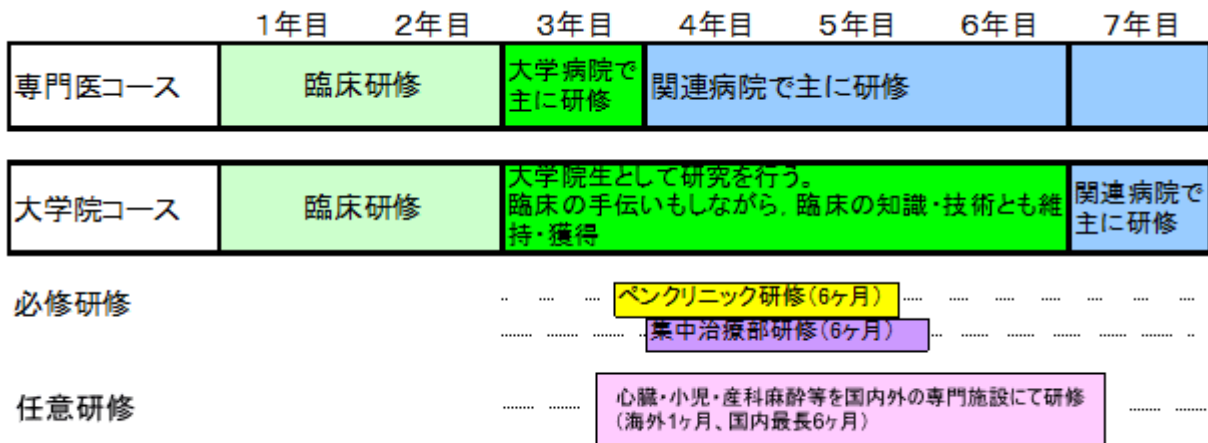 1年目 2年目 3年目 4年目 5年目 6年目 7年目
専門医コース
臨床研修
大学病院で
主に研修
関連病院で主に研修
大学院コース
臨床研修
大学院生として研究を行う。
臨床の手伝いもしながら，臨床の知識・技術とも維
持・獲得
関連病院で
主に研修
必修研修
ペンクリニック研修（6ヶ月）
集中治療部研修（6ヶ月）
任意研修
心臓・小児・産科麻酔等を国内外の専門施設にて研修
（海外1ヶ月、国内最長6ヶ月）